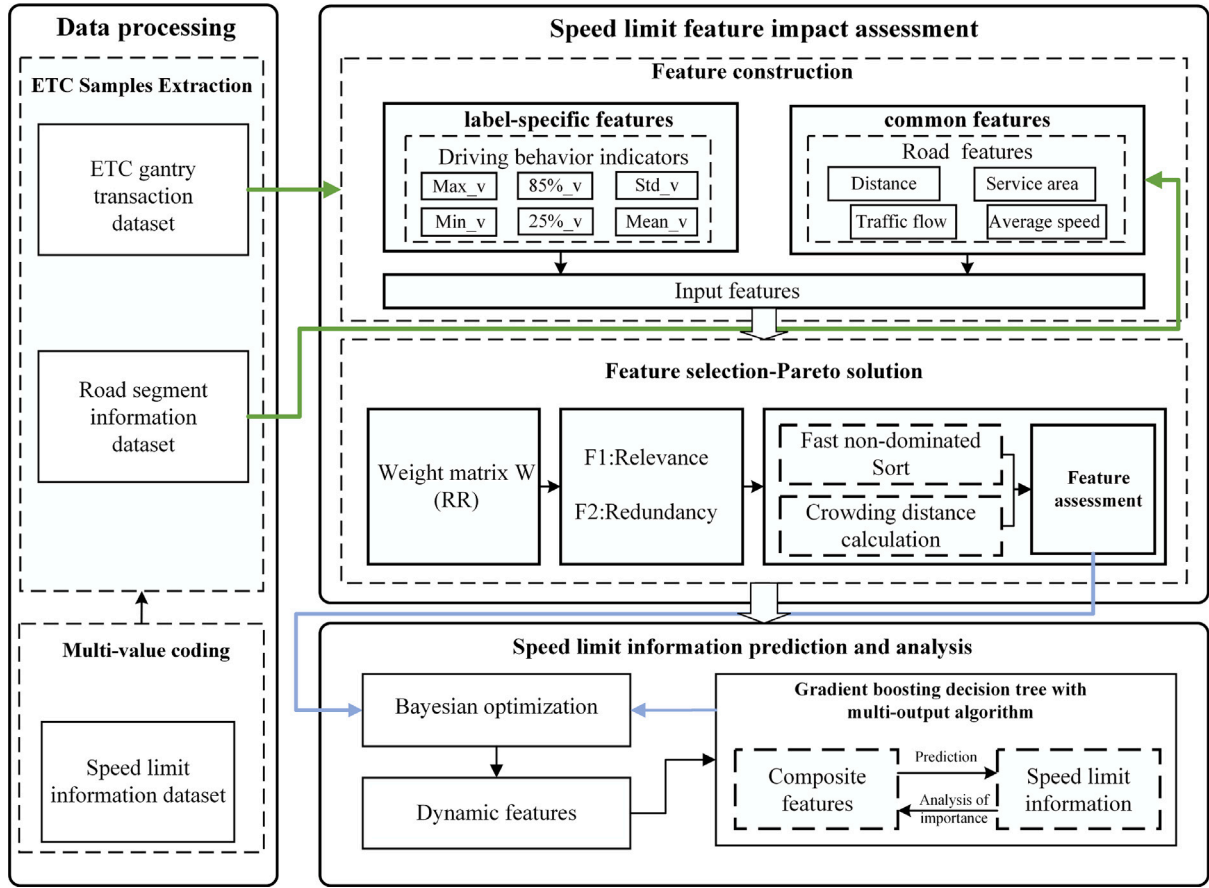 Data processing
ETC Samples Extraction
ETC gantry
transaction
dataset
Road segment
information
dataset
Multi-value coding
Speed limit
information dataset
Speed limit feature impact assessment
Feature construction
label-specific features
Driving behavior indicators
Max_v
85%_v
Std_v
Min_v
25%_v
Mean_v
common features
Road features
Distance
Service area
Traffic flow
Average speed
Input features
Feature selection-Pareto solution
Weight matrix W
(RR)
F1:Relevance
F2:Redundancy
Fast non-dominated
Sort
Crowding distance
calculation
Feature
assessment
Speed limit information prediction and analysis
Bayesian optimization
Dynamic features
Gradient boosting decision tree with
multi-output algorithm
Composite
features
Prediction
Analysis of
importance
Speed limit
information